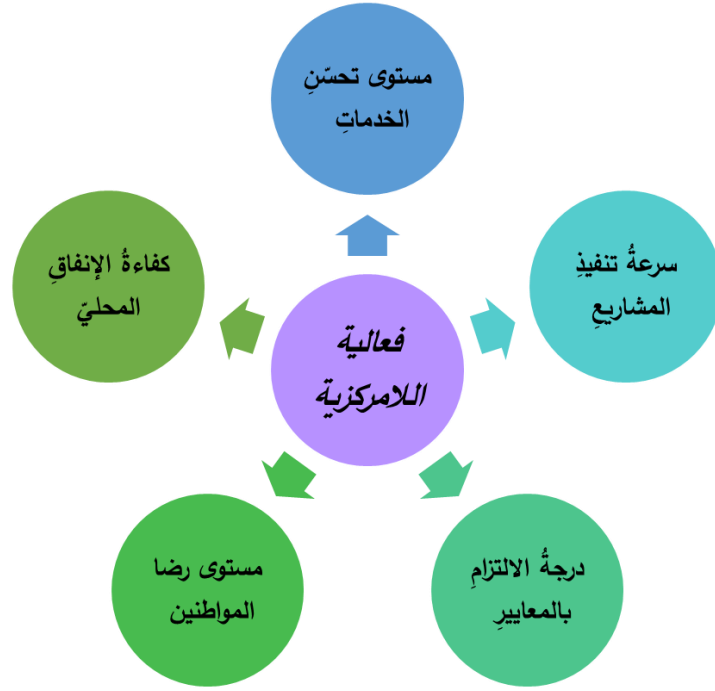 مستوى تحسّنِ
الخدماتِ
سرعةُ تنفيذِ
المشاريعِ
درجةُ الالتزامِ
بالمعاييرِ
مستوى رضا
المواطنين
كفاءةُ الإنفاقِ
المحليّ
فعالية
اللامركزية